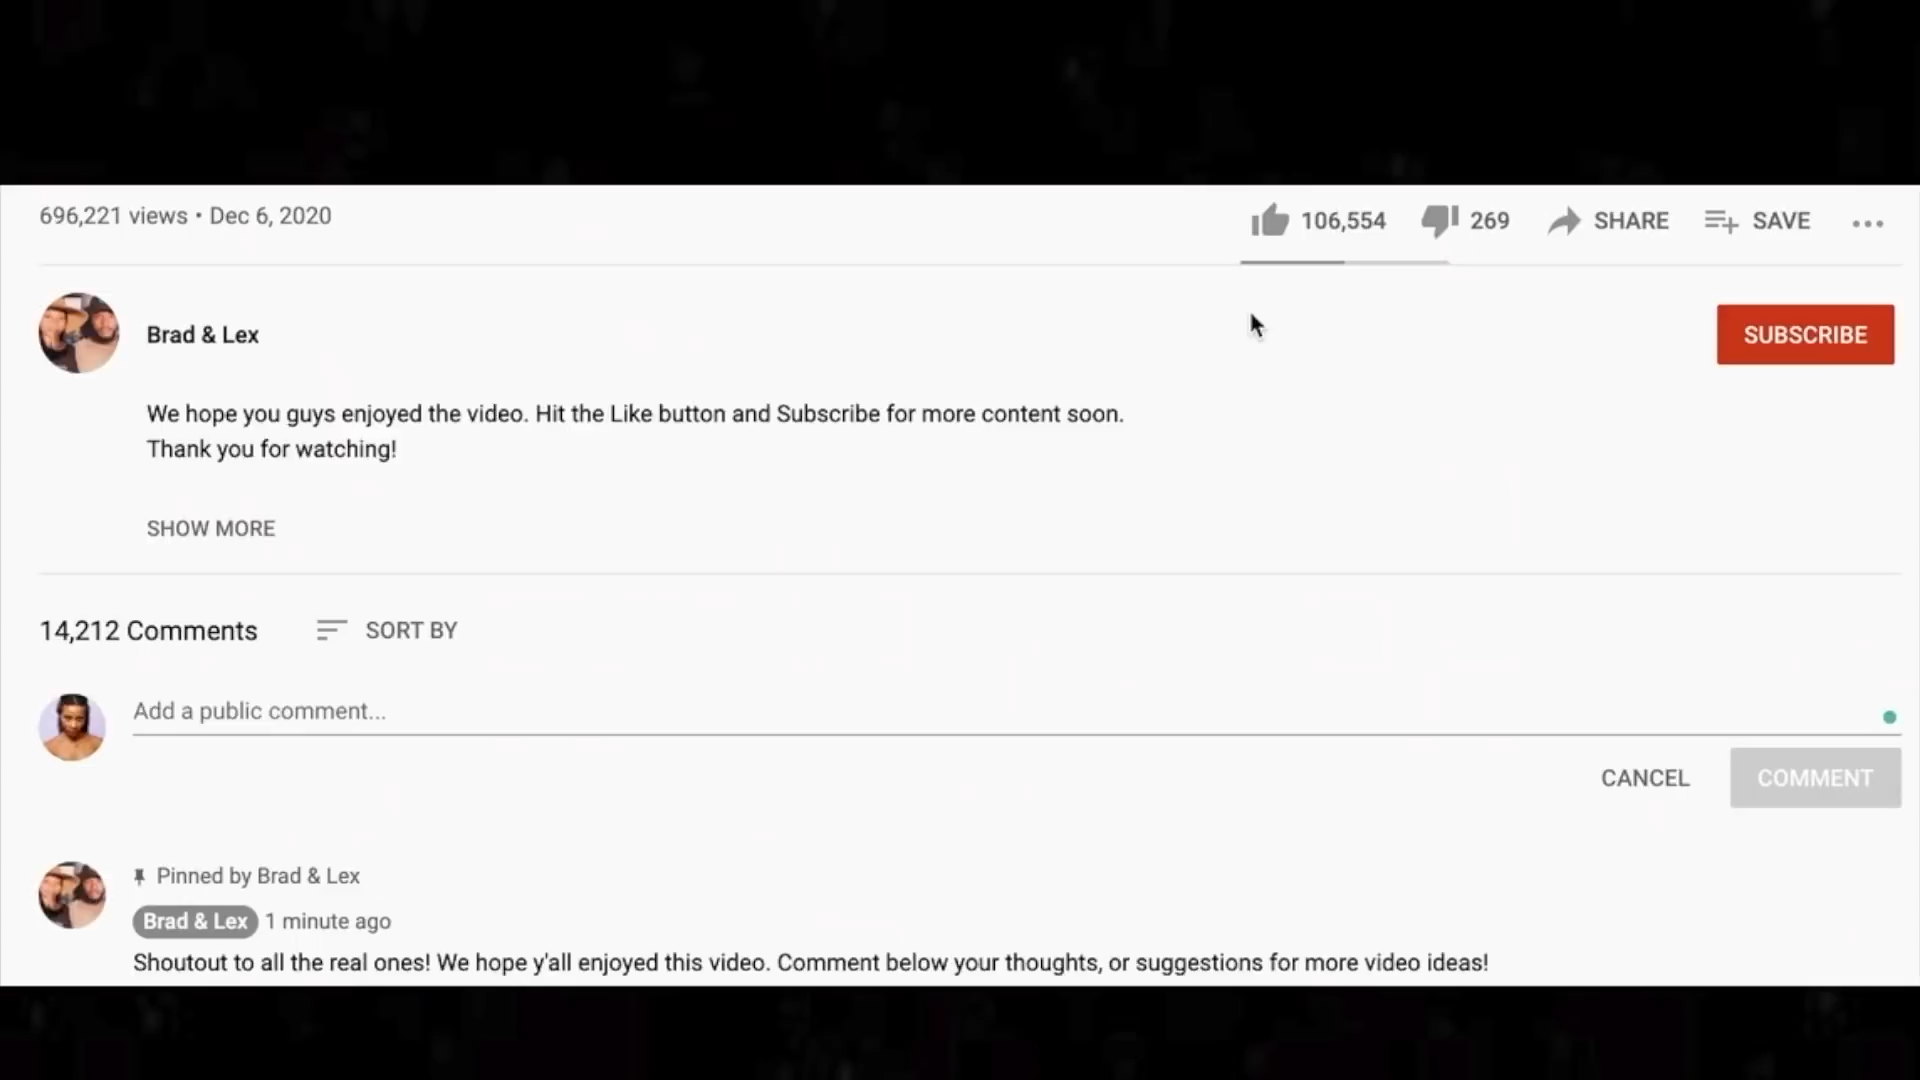 696,221 views • Dec 6, 2020
106,554
269
SHARE
SAVE
Brad & Lex
SUBSCRIBE
We hope you guys enjoyed the video. Hit the Like button and Subscribe for more content soon.
Thank you for watching!
SHOW MORE
14,212 Comments
SORT BY
Add a public comment...
CANCEL
COMMENT
Pinned by Brad & Lex
Brad & Lex 1 minute ago
Shoutout to all the real ones! We hope y'all enjoyed this video. Comment below your thoughts, or suggestions for more video ideas!